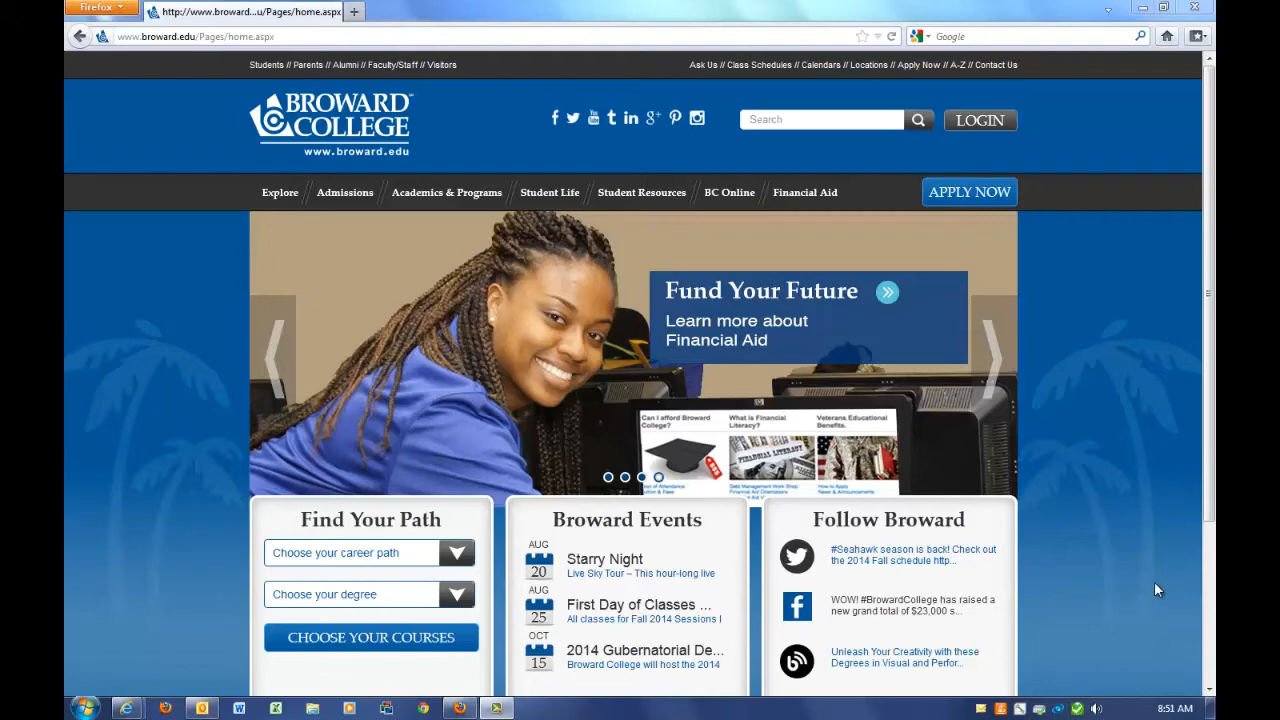 Firefox
http://www.broward...u/Pages/home.aspx
www.broward.edu/Pages/home.aspx
Google
Students // Parents // Alumni // Faculty/Staff // Visitors
Ask Us // Class Schedules // Calendars // Locations // Apply Now // A-Z // Contact Us
BROWARD
COLLEGE
www.broward.edu
Search
LOGIN
Explore
Admissions
Academics & Programs
Student Life
Student Resources
BC Online
Financial Aid
APPLY NOW
Fund Your Future
Learn more about
Financial Aid
Can I afford Broward
College?
What is Financial
Literacy?
Veterans Educational
Benefits.
FINANCIAL LITERACY
Debt Management Work Shop
Financial Aid Orientations
How to Apply
News & Announcements
Find Your Path
Choose your career path
Choose your degree
CHOOSE YOUR COURSES
Broward Events
AUG
20
Starry Night
Live Sky Tour – This hour-long live
AUG
25
First Day of Classes ...
All classes for Fall 2014 Sessions I
OCT
15
2014 Gubernatorial De...
Broward College will host the 2014
Follow Broward
#Seahawk season is back! Check out
the 2014 Fall schedule http...
WOW! #BrowardCollege has raised a
new grand total of $23,000 s...
Unleash Your Creativity with these
Degrees in Visual and Perfor...
8:51 AM